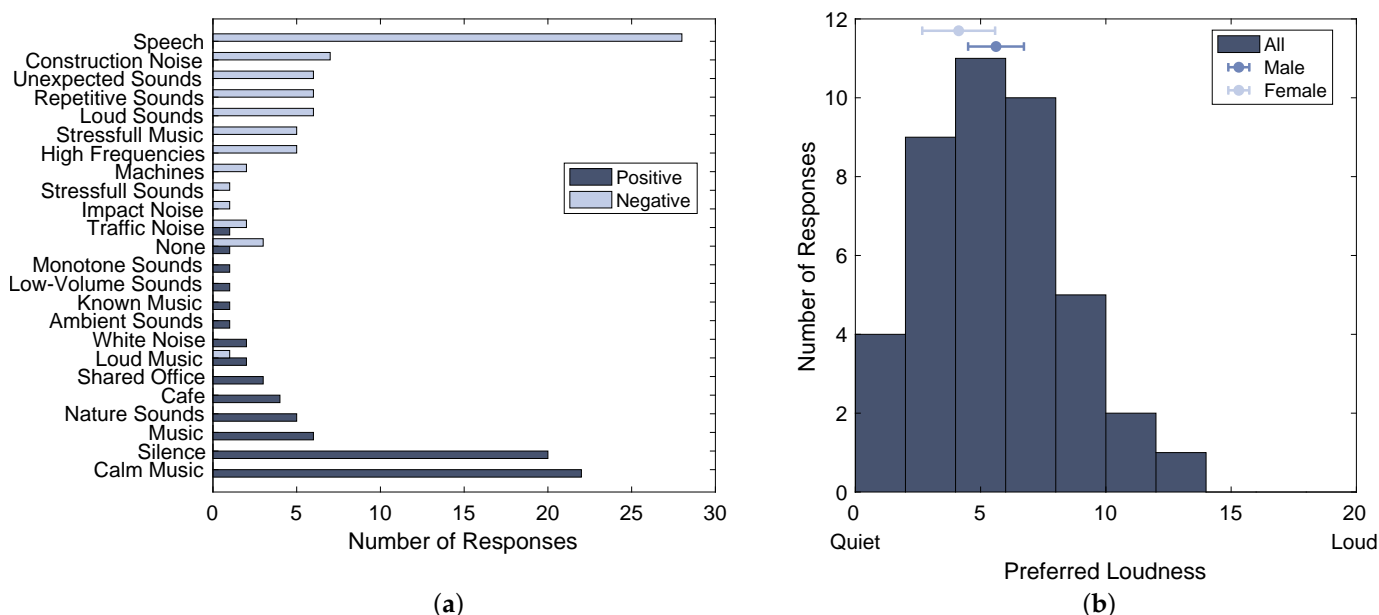 Speech
Construction Noise
Unexpected Sounds
Repetitive Sounds
Loud Sounds
Stressfull Music
High Frequencies
Machines
Stressfull Sounds
Impact Noise
Traffic Noise
None
Monotone Sounds
Low-Volume Sounds
Known Music
Ambient Sounds
White Noise
Loud Music
Shared Office
Cafe
Nature Sounds
Music
Silence
Calm Music
0 5 10 15 20 25 30
Number of Responses
Positive
Negative
(a)
12
10
8
6
4
2
0
Number of Responses
All
Male
Female
0 5 10 15 20
Quiet Loud
Preferred Loudness
(b)